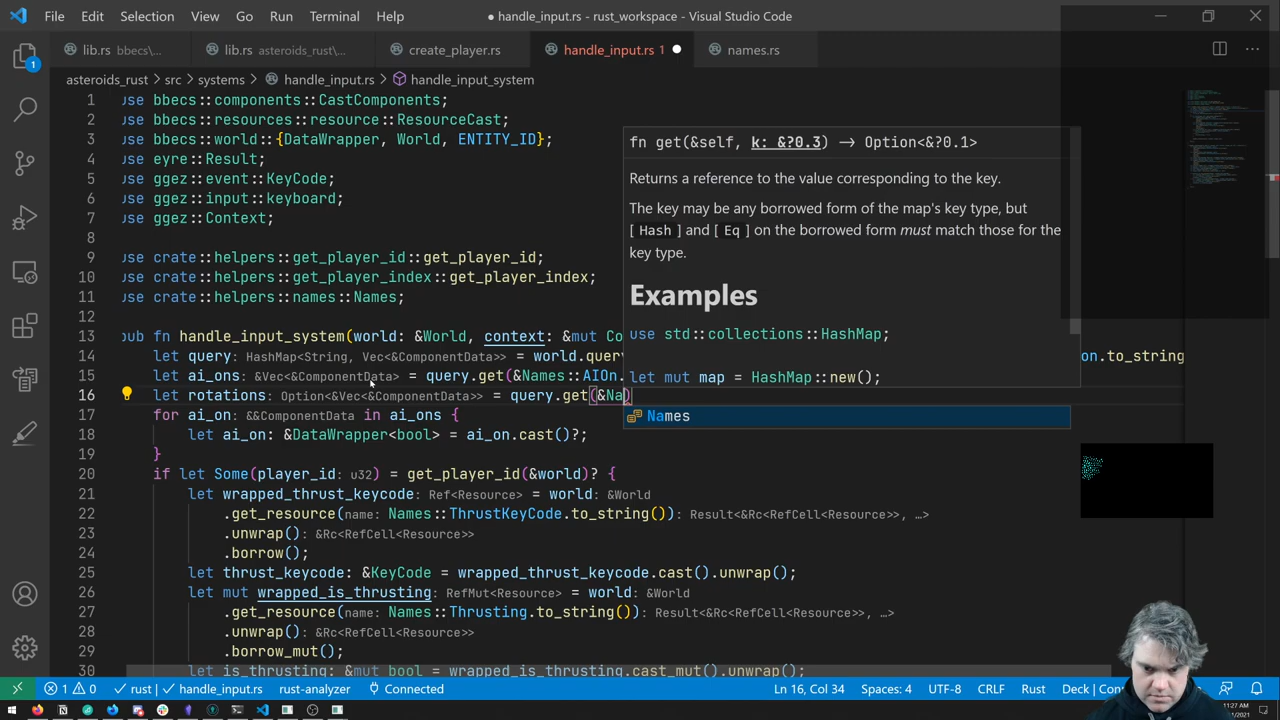 File Edit Selection View Go Run Terminal Help
● handle_input.rs - rust_workspace - Visual Studio Code
lib.rs bbecs\... lib.rs asteroids_rust\... create_player.rs handle_input.rs 1 names.rs
asteroids_rust > src > systems > handle_input.rs > handle_input_system
1 use bbecs::components::CastComponents;
2 use bbecs::resources::resource::ResourceCast;
3 use bbecs::world::{DataWrapper, World, ENTITY_ID};
4 use eyre::Result;
5 use ggez::event::KeyCode;
6 use ggez::input::keyboard;
7 use ggez::Context;
8
9 use crate::helpers::get_player_id::get_player_id;
10 use crate::helpers::get_player_index::get_player_index;
11 use crate::helpers::names::Names;
12
13 pub fn handle_input_system(world: &World, context: &mut Co
14 let query: HashMap<String, Vec<&ComponentData>> = world.query on.to_string
15 let ai_ons: &Vec<&ComponentData> = query.get(&Names::AIOn.
16 let rotations: Option<&Vec<&ComponentData>> = query.get(&Na)
17 for ai_on: &&ComponentData in ai_ons {
18 let ai_on: &DataWrapper<bool> = ai_on.cast()?;
19 }
20 if let Some(player_id: u32) = get_player_id(&world)? {
21 let wrapped_thrust_keycode: Ref<Resource> = world: &World
22 .get_resource(name: Names::ThrustKeyCode.to_string()): Result<&Rc<RefCell<Resource>>, …>
23 .unwrap(): &Rc<RefCell<Resource>>
24 .borrow();
25 let thrust_keycode: &KeyCode = wrapped_thrust_keycode.cast().unwrap();
26 let mut wrapped_is_thrusting: RefMut<Resource> = world: &World
27 .get_resource(name: Names::Thrusting.to_string()): Result<&Rc<RefCell<Resource>>, …>
28 .unwrap(): &Rc<RefCell<Resource>>
29 .borrow_mut();
30 let is_thrusting: &mut bool = wrapped_is_thrusting.cast_mut().unwrap();
fn get(&self, k: &?0.3) -> Option<&?0.1>
Returns a reference to the value corresponding to the key.
The key may be any borrowed form of the map's key type, but
[Hash] and [Eq] on the borrowed form must match those for the
key type.
Examples
use std::collections::HashMap;
let mut map = HashMap::new();
Names
1
1 0 rust | handle_input.rs rust-analyzer Connected
Ln 16, Col 34 Spaces: 4 UTF-8 CRLF Rust
11:27 AM